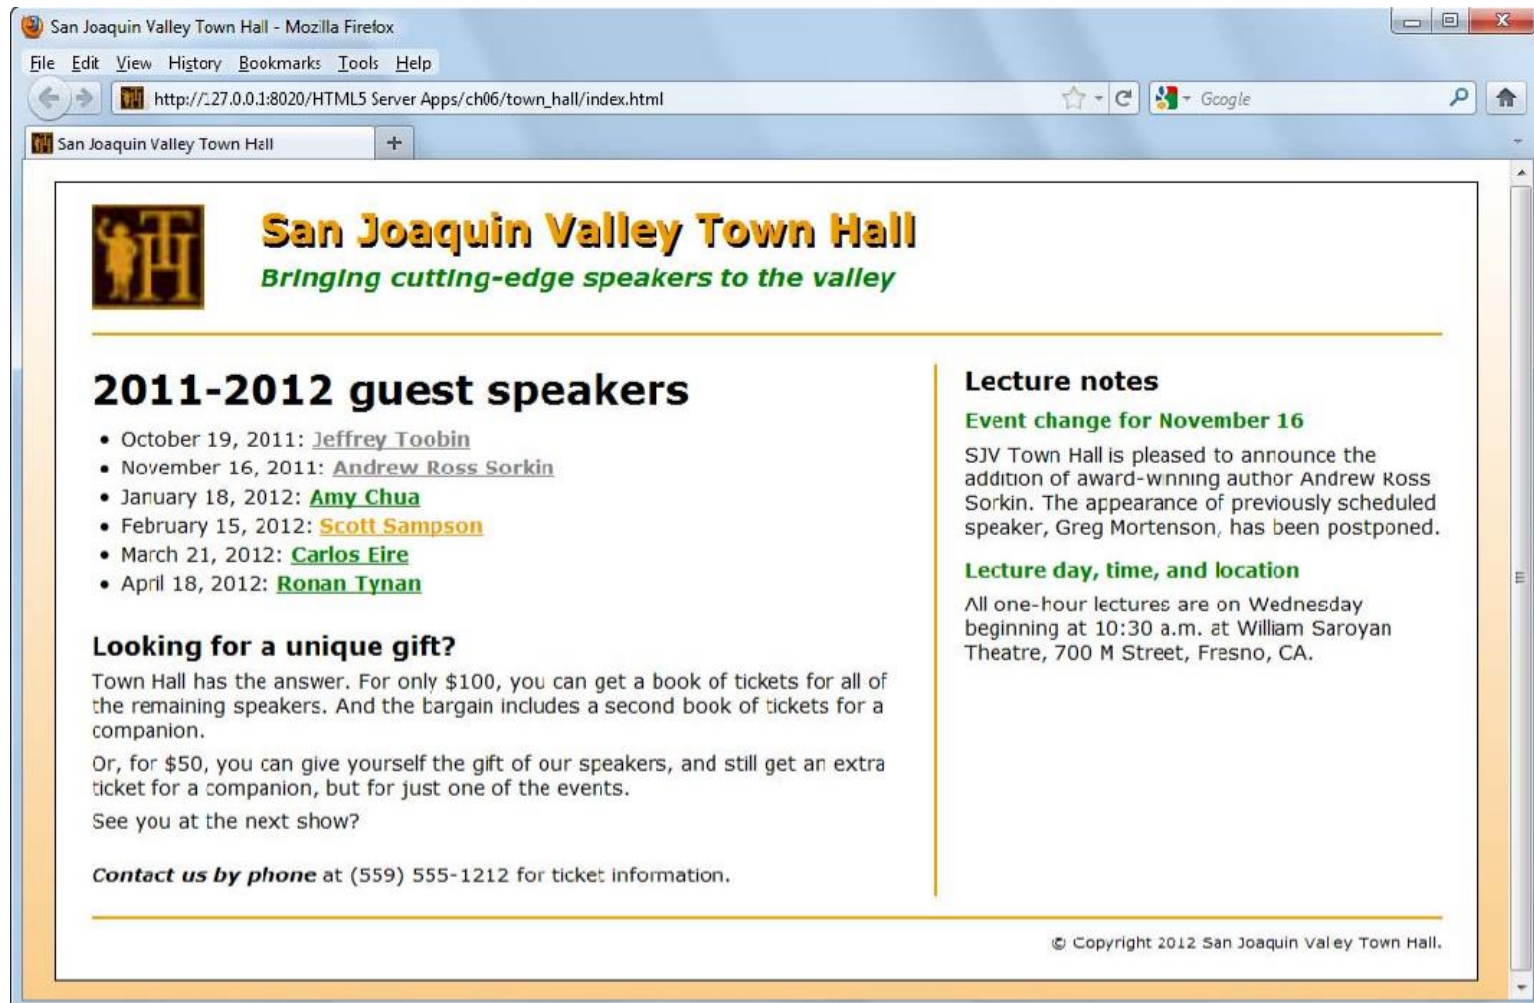 San Joaquin Valley Town Hall - Mozilla Firefox
File Edit View History Bookmarks Tools Help
http://127.0.0.1:8020/HTML5 Server Apps/ch06/town_hall/index.html
Google
San Joaquin Valley Town Hall
TH
San Joaquin Valley Town Hall
Bringing cutting-edge speakers to the valley
2011-2012 guest speakers
• October 19, 2011: Jeffrey Toobin
• November 16, 2011: Andrew Ross Sorkin
• January 18, 2012: Amy Chua
• February 15, 2012: Scott Sampson
• March 21, 2012: Carlos Eire
• April 18, 2012: Ronan Tynan
Looking for a unique gift?
Town Hall has the answer. For only $100, you can get a book of tickets for all of
the remaining speakers. And the bargain includes a second book of tickets for a
companion.
Or, for $50, you can give yourself the gift of our speakers, and still get an extra
ticket for a companion, but for just one of the events.
See you at the next show?
Contact us by phone at (559) 555-1212 for ticket information.
Lecture notes
Event change for November 16
SJV Town Hall is pleased to announce the
addition of award-winning author Andrew Ross
Sorkin. The appearance of previously scheduled
speaker, Greg Mortenson, has been postponed.
Lecture day, time, and location
All one-hour lectures are on Wednesday
beginning at 10:30 a.m. at William Saroyan
Theatre, 700 M Street, Fresno, CA.
© Copyright 2012 San Joaquin Valley Town Hall.